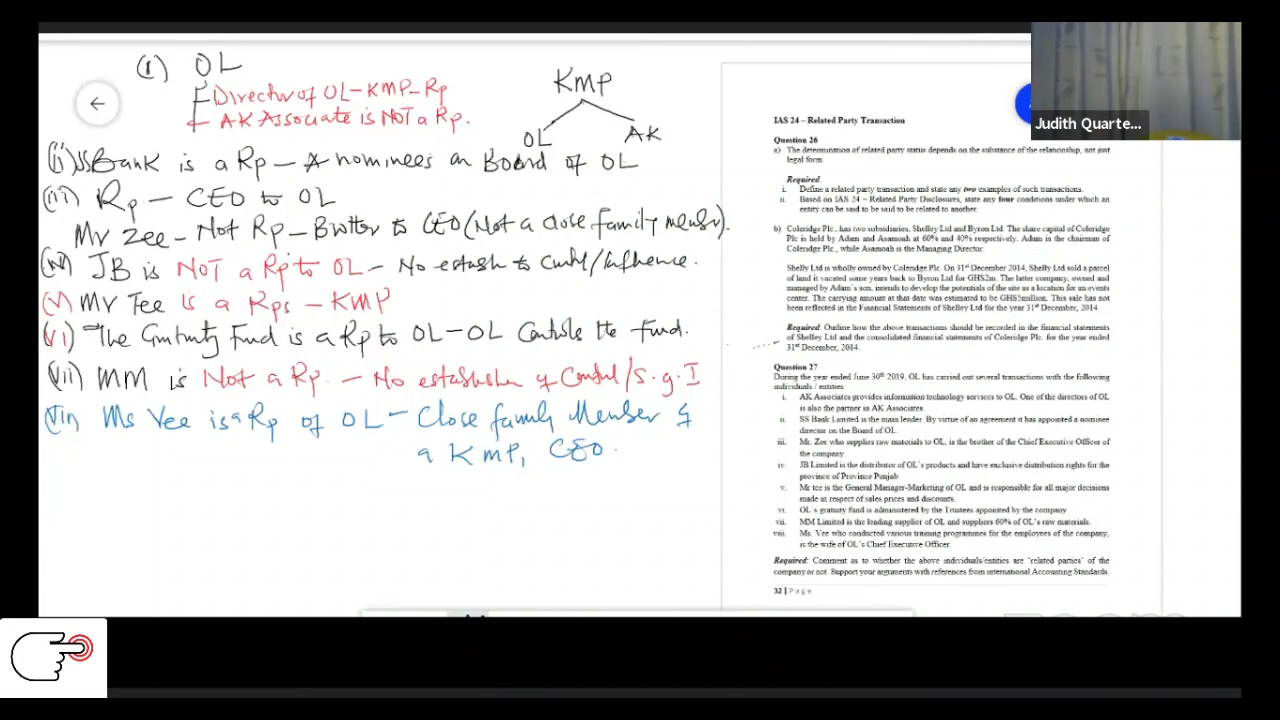 (i) OL
Director of OL-KMP-Rp
AK Associate is NOT a Rp.
KMP
OL AK
(ii) SSBank is a Rp - A nominees on Board of OL
(iii) Rp - CEO to OL
Mr Zee - Not Rp - Brother to CEO (Not a close family member).
(iv) JB is NOT a Rp to OL - No estabsh to Contrl/Influence.
(v) Mr Tee is a Rps - KMP
(vi) The Gratuity Fund is a Rp to OL - OL Controls the Fund.
(vii) MM is Not a Rp. - No establishn of Control/S.g.I
(viii) Ms Vee is a Rp of OL - Close family Member of
a KMP, CEO.
Judith Quarte...
IAS 24 – Related Party Transaction
Question 26
a) The determination of related party status depends on the substance of the relationship, not just
legal form.
Required:
i. Define a related party transaction and state any two examples of such transactions.
ii. Based on IAS 24 – Related Party Disclosures, state any four conditions under which an
entity can be said to be said to be related to another.
b) Coleridge Plc., has two subsidiaries, Shelley Ltd and Byron Ltd. The share capital of Coleridge
Plc is held by Adam and Asamoah at 60% and 40% respectively. Adam is the chairman of
Coleridge Plc., while Asamoah is the Managing Director.
Shelly Ltd is wholly owned by Coleridge Plc. On 31st December 2014, Shelly Ltd sold a parcel
of land it vacated some years back to Byron Ltd for GHS2m. The latter company, owned and
managed by Adam's son, intends to develop the potentials of the site as a location for an events
center. The carrying amount at that date was estimated to be GHS5million. This sale has not
been reflected in the Financial Statements of Shelley Ltd for the year 31st December, 2014.
Required: Outline how the above transactions should be recorded in the financial statements
of Shelley Ltd and the consolidated financial statements of Coleridge Plc. for the year ended
31st December, 2014.
Question 27
During the year ended June 30th 2019, OL has carried out several transactions with the following
individuals / entities
i. AK Associates provides information technology services to OL. One of the directors of OL
is also the partner in AK Associates.
ii. SS Bank Limited is the main lender. By virtue of an agreement it has appointed a nominee
director on the Board of OL.
iii. Mr. Zee who supplies raw materials to OL, is the brother of the Chief Executive Officer of
the company.
iv. JB Limited is the distributor of OL's products and have exclusive distribution rights for the
province of Province Punjab
v. Mr tee is the General Manager-Marketing of OL and is responsible for all major decisions
made in respect of sales prices and discounts.
vi. OL's gratuity fund is administered by the Trustees appointed by the company
vii. MM Limited is the leading supplier of OL and suppliers 60% of OL's raw materials.
viii. Ms. Vee who conducted various training programmes for the employees of the company,
is the wife of OL's Chief Executive Officer.
Required: Comment as to whether the above individuals/entities are 'related parties' of the
company or not. Support your arguments with references from international Accounting Standards.
32 | Page